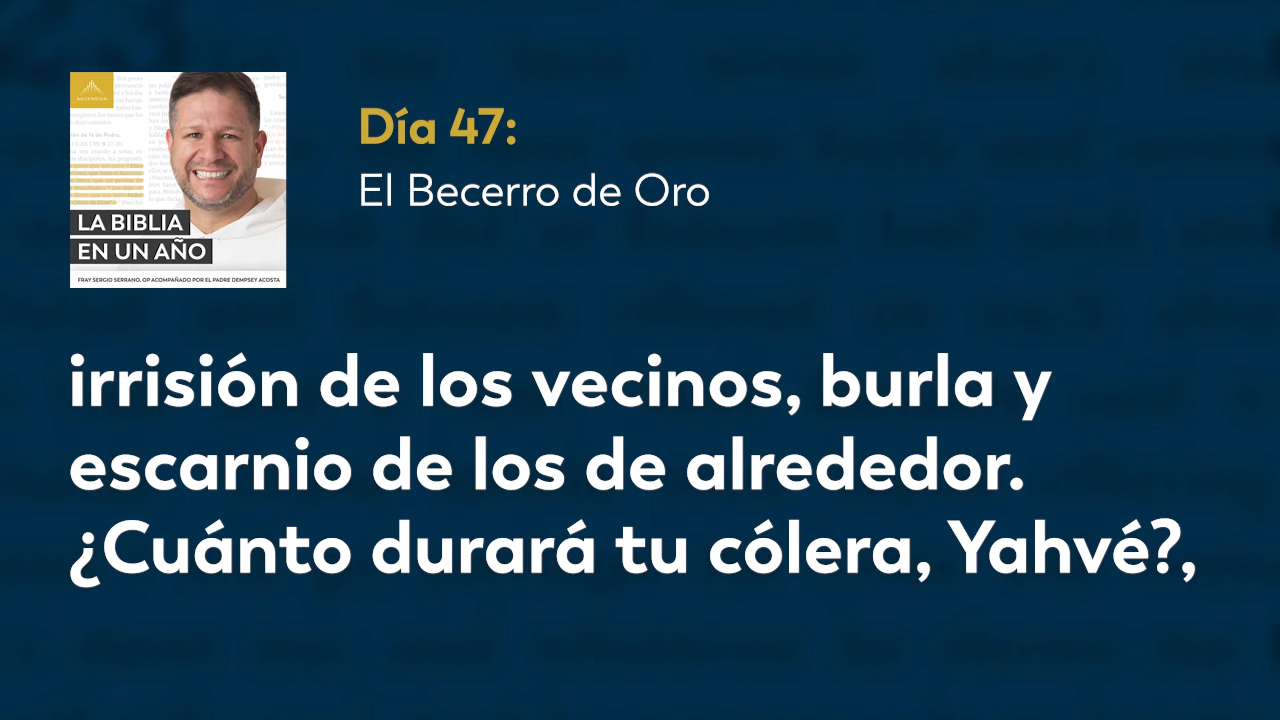 ASCENSION
LA BIBLIA
EN UN AÑO
FRAY SERGIO SERRANO, OP ACOMPAÑADO POR EL PADRE DEMPSEY ACOSTA
Día 47:
El Becerro de Oro
irrisión de los vecinos, burla y
escarnio de los de alrededor.
¿Cuánto durará tu cólera, Yahvé?,